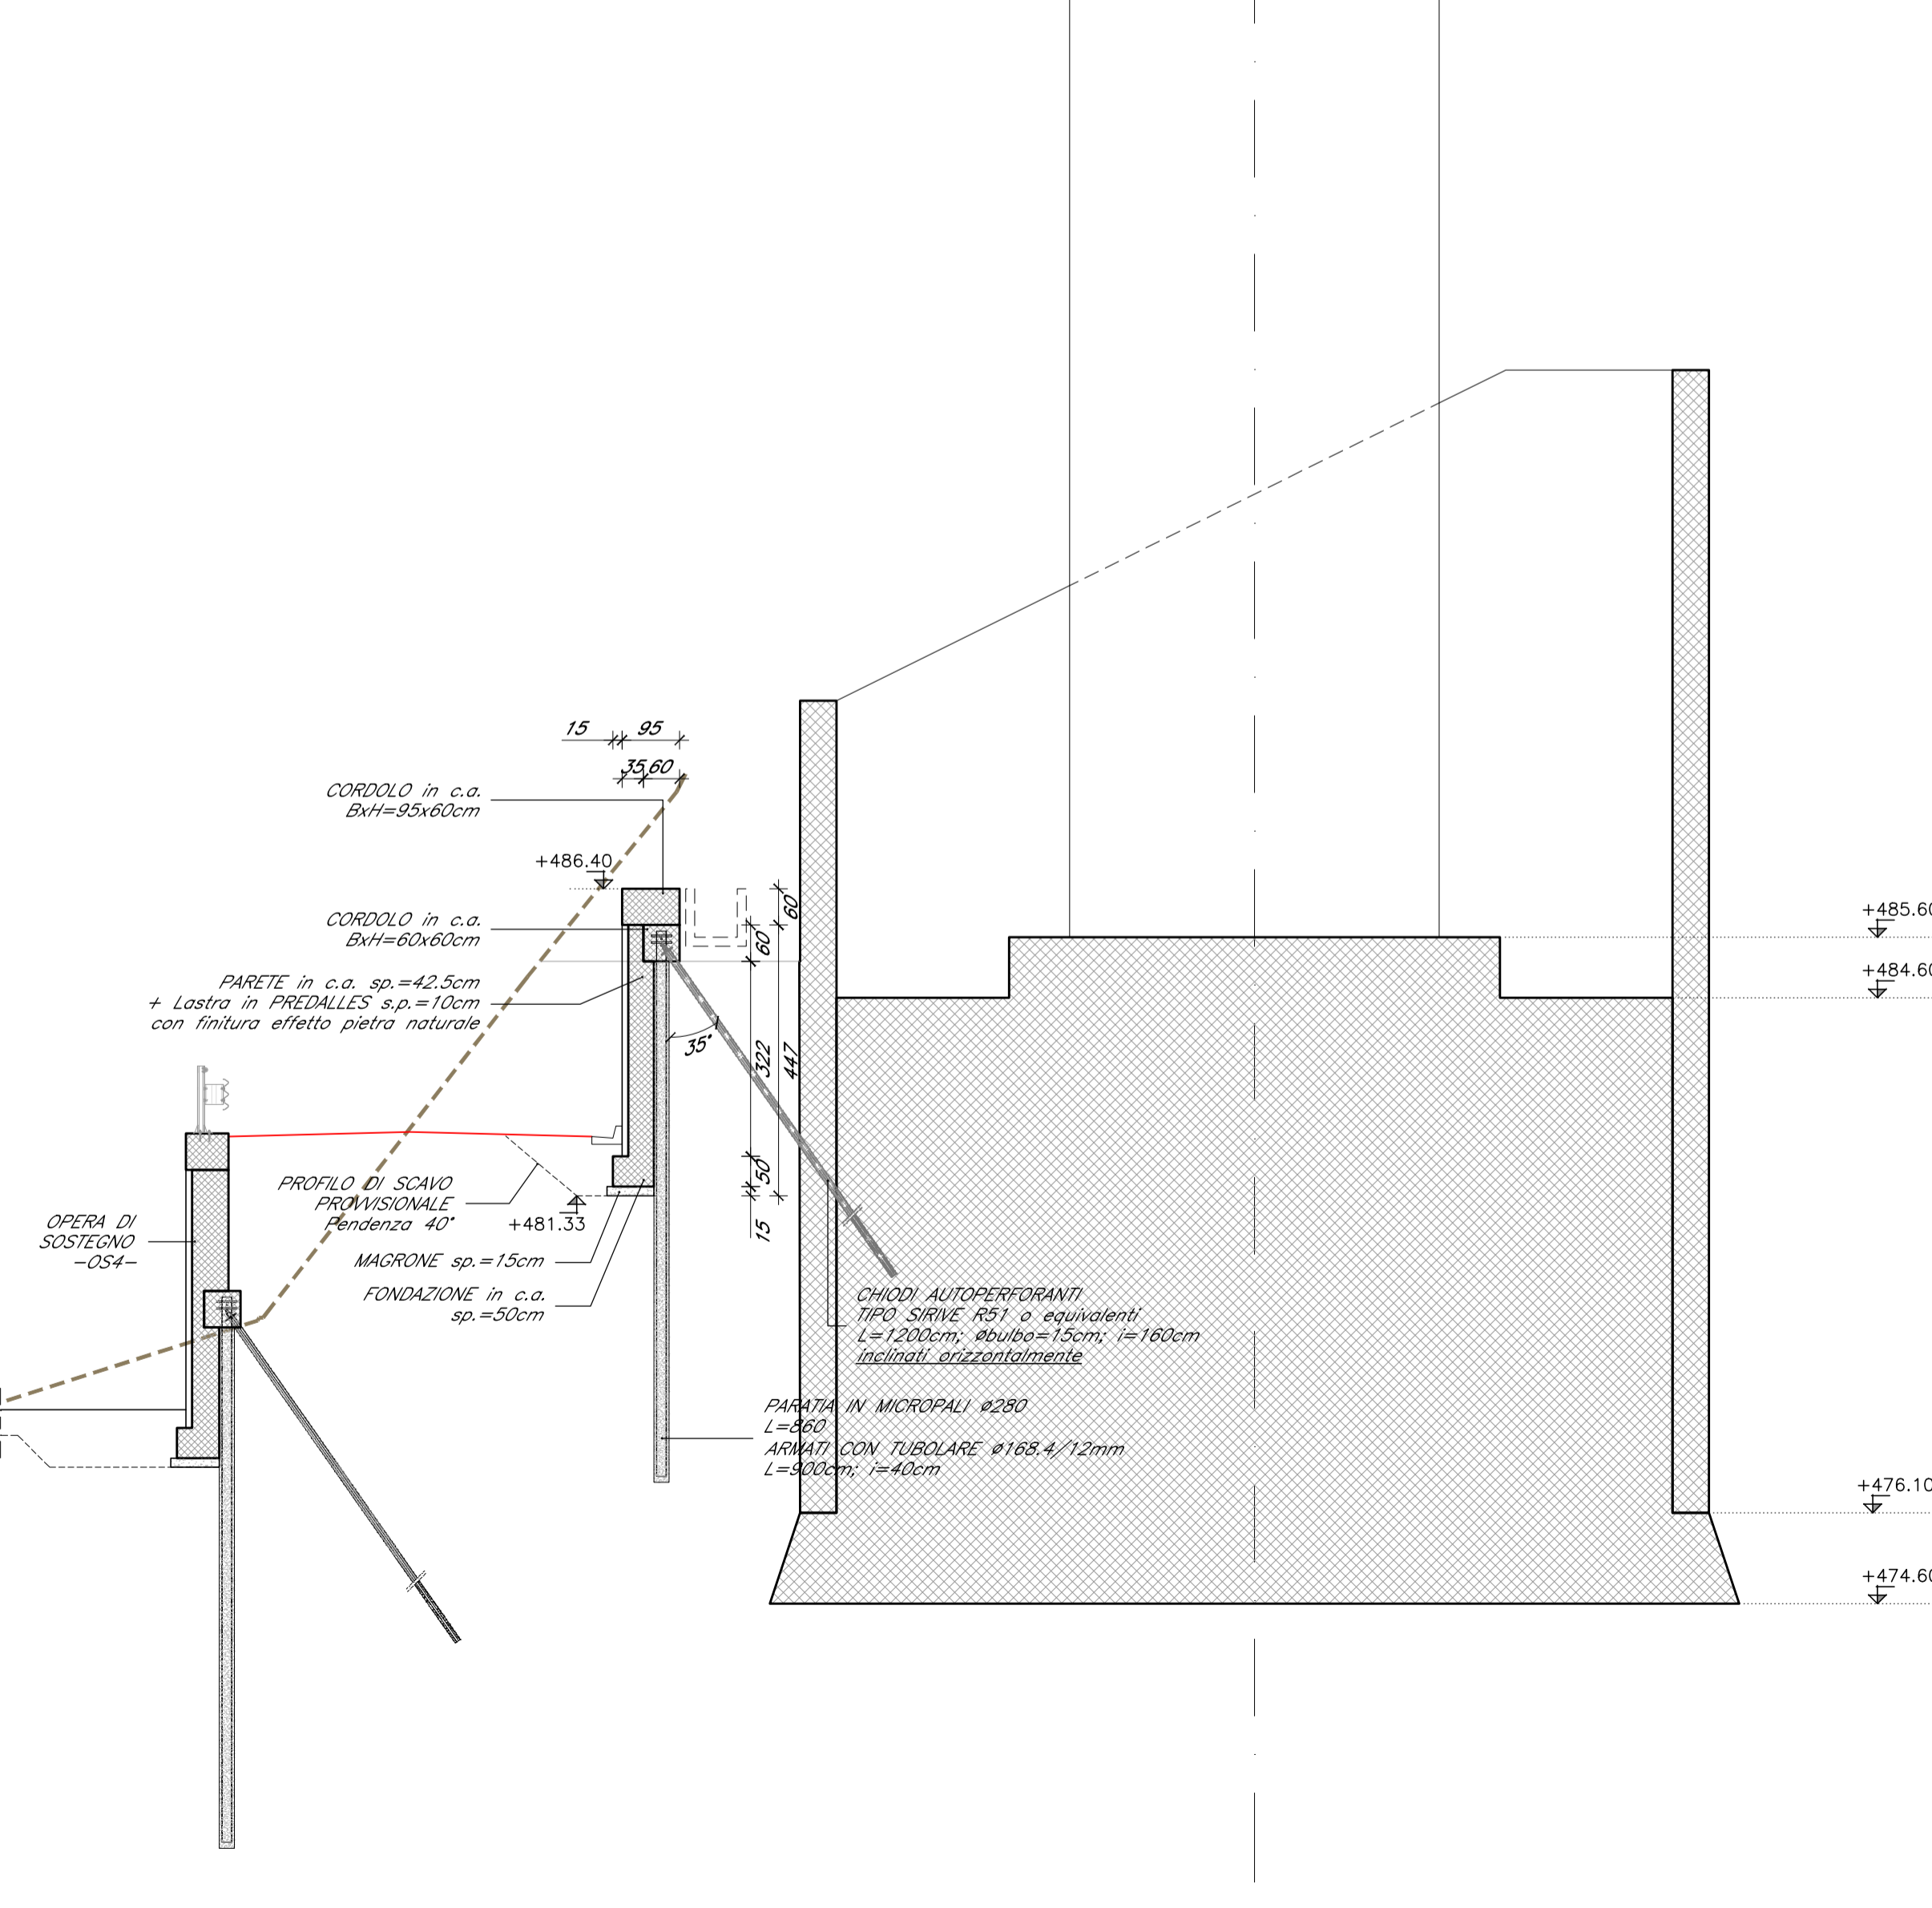 15
95
35
60
CORDOLO in c.a.
BxH=95x60cm
+486.40
60
CORDOLO in c.a.
BxH=60x60cm
60
+485.60
+484.60
PARETE in c.a. sp.=42.5cm
+ Lastra in PREDALLES s.p.=10cm
con finitura effetto pietra naturale
35°
322
447
50
15
PROFILO DI SCAVO
PROVVISIONALE
Pendenza 40°
+481.33
OPERA DI
SOSTEGNO
-OS4-
MAGRONE sp.=15cm
FONDAZIONE in c.a.
sp.=50cm
CHIODI AUTOPERFORANTI
TIPO SIRIVE R51 o equivalenti
L=1200cm; øbulbo=15cm; i=160cm
inclinati orizzontalmente
PARATIA IN MICROPALI ø280
L=860
ARMATI CON TUBOLARE ø168.4/12mm
L=900cm; i=40cm
+476.10
+474.60